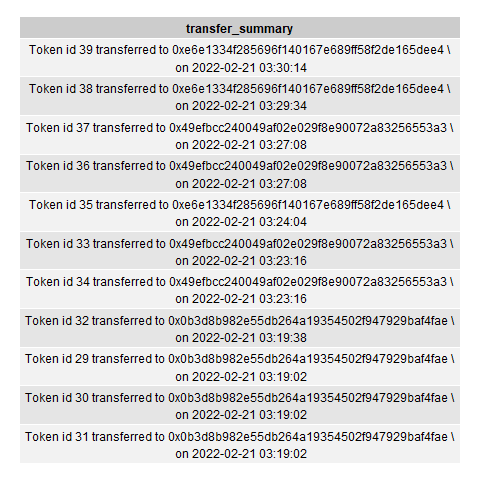 transfer_summary
Token id 39 transferred to 0xe6e1334f285696f140167e689ff58f2de165dee4 \
on 2022-02-21 03:30:14
Token id 38 transferred to 0xe6e1334f285696f140167e689ff58f2de165dee4 \
on 2022-02-21 03:29:34
Token id 37 transferred to 0x49efbcc240049af02e029f8e90072a83256553a3 \
on 2022-02-21 03:27:08
Token id 36 transferred to 0x49efbcc240049af02e029f8e90072a83256553a3 \
on 2022-02-21 03:27:08
Token id 35 transferred to 0xe6e1334f285696f140167e689ff58f2de165dee4 \
on 2022-02-21 03:24:04
Token id 33 transferred to 0x49efbcc240049af02e029f8e90072a83256553a3 \
on 2022-02-21 03:23:16
Token id 34 transferred to 0x49efbcc240049af02e029f8e90072a83256553a3 \
on 2022-02-21 03:23:16
Token id 32 transferred to 0x0b3d8b982e55db264a19354502f947929baf4fae \
on 2022-02-21 03:19:38
Token id 29 transferred to 0x0b3d8b982e55db264a19354502f947929baf4fae \
on 2022-02-21 03:19:02
Token id 30 transferred to 0x0b3d8b982e55db264a19354502f947929baf4fae \
on 2022-02-21 03:19:02
Token id 31 transferred to 0x0b3d8b982e55db264a19354502f947929baf4fae \
on 2022-02-21 03:19:02